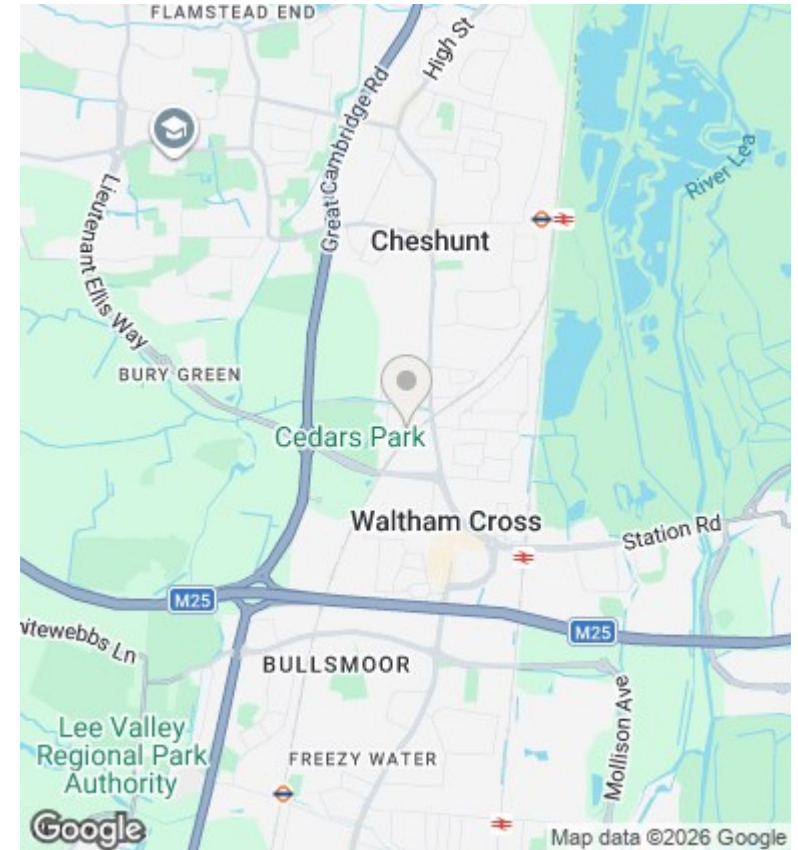 FLAMSTEAD END
High St
Great Cambridge Rd
River Lea
Lieutenant Ellis Way
Cheshunt
BURY GREEN
Cedars Park
Waltham Cross
Station Rd
M25
M25
itewebbs Ln
BULLSMOOR
Mollison Ave
Lee Valley
Regional Park
Authority
FREEZY WATER
Google
Map data ©2026 Google